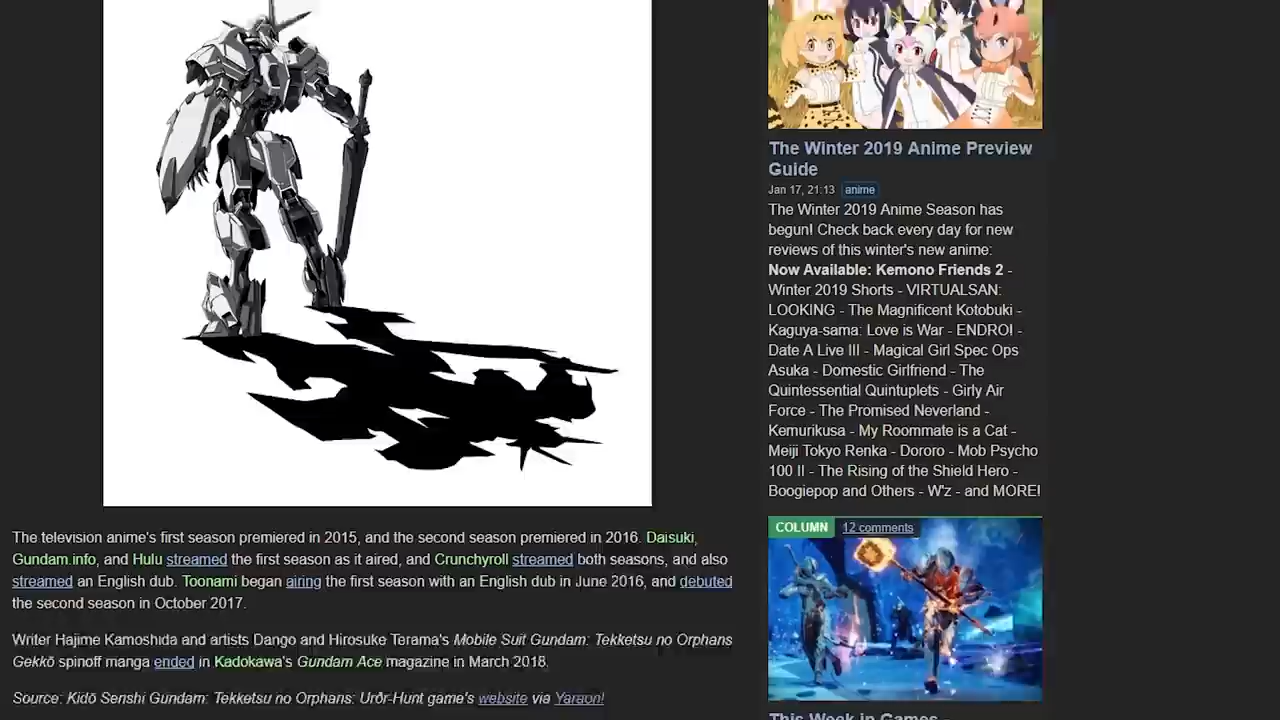 The television anime's first season premiered in 2015, and the second season premiered in 2016. Daisuki,
Gundam.info, and Hulu streamed the first season as it aired, and Crunchyroll streamed both seasons, and also
streamed an English dub. Toonami began airing the first season with an English dub in June 2016, and debuted
the second season in October 2017.
Writer Hajime Kamoshida and artists Dango and Hirosuke Terama's Mobile Suit Gundam: Tekketsu no Orphans
Gekkō spinoff manga ended in Kadokawa's Gundam Ace magazine in March 2018.
Source: Kidō Senshi Gundam: Tekketsu no Orphans: Urðr-Hunt game's website via Yaraon!
The Winter 2019 Anime Preview
Guide
Jan 17, 21:13 anime
The Winter 2019 Anime Season has
begun! Check back every day for new
reviews of this winter's new anime:
Now Available: Kemono Friends 2 -
Winter 2019 Shorts - VIRTUALSAN:
LOOKING - The Magnificent Kotobuki -
Kaguya-sama: Love is War - ENDRO! -
Date A Live III - Magical Girl Spec Ops
Asuka - Domestic Girlfriend - The
Quintessential Quintuplets - Girly Air
Force - The Promised Neverland -
Kemurikusa - My Roommate is a Cat -
Meiji Tokyo Renka - Dororo - Mob Psycho
100 II - The Rising of the Shield Hero -
Boogiepop and Others - W'z - and MORE!
COLUMN 12 comments
This Week in Games -